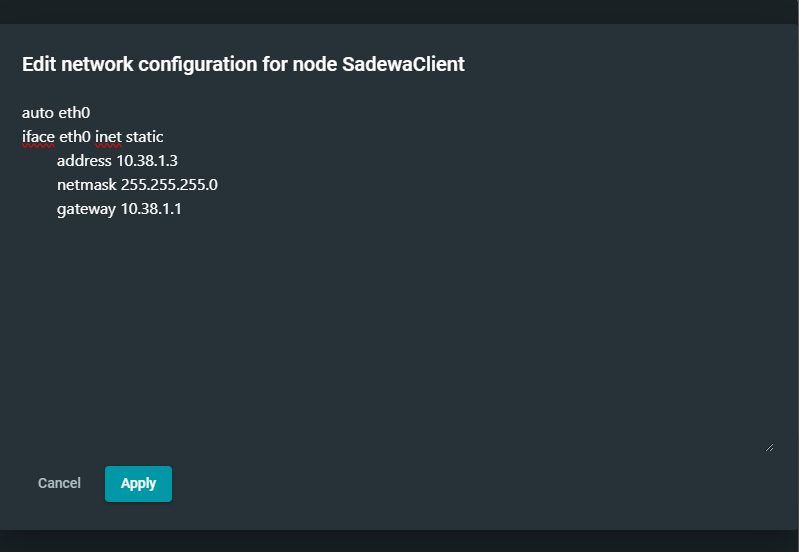 Edit network configuration for node SadewaClient
auto eth0
iface eth0 inet static
address 10.38.1.3
netmask 255.255.255.0
gateway 10.38.1.1
Cancel
Apply